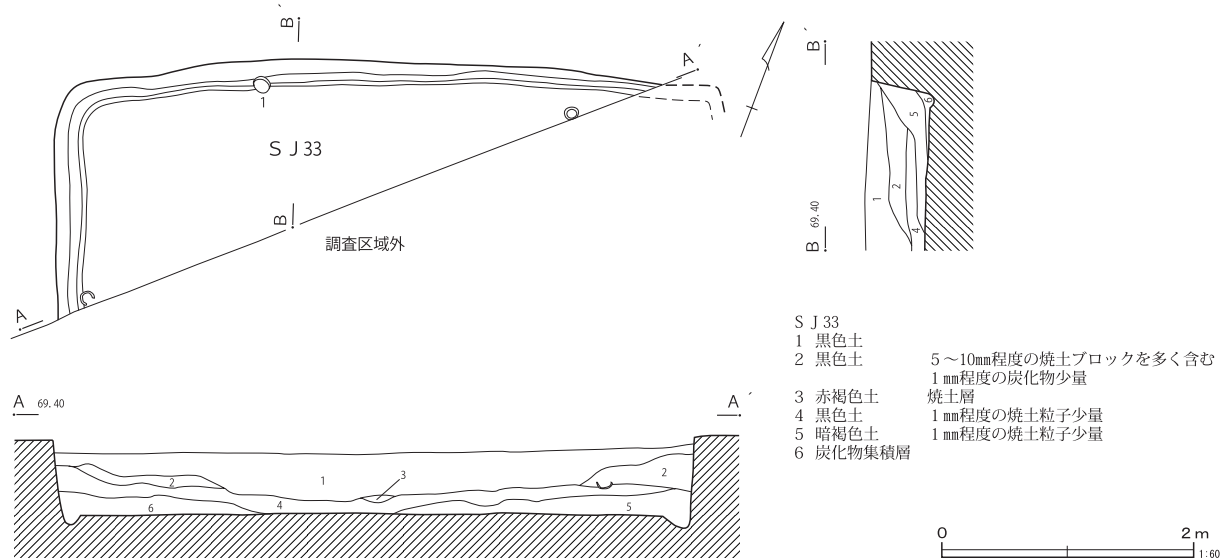 B｀
A´
1
ＳＪ33
B
調査区域外
A
B｀
6
5
2
1
4
B 69.40
ＳＪ33
1 黒色土
2 黒色土 5～10㎜程度の焼土ブロックを多く含む
1㎜程度の炭化物少量
3 赤褐色土 焼土層
4 黒色土 1㎜程度の焼土粒子少量
5 暗褐色土 1㎜程度の焼土粒子少量
6 炭化物集積層
A 69.40 A´
2 1 3 2
6 4 5
0 2m
1:60